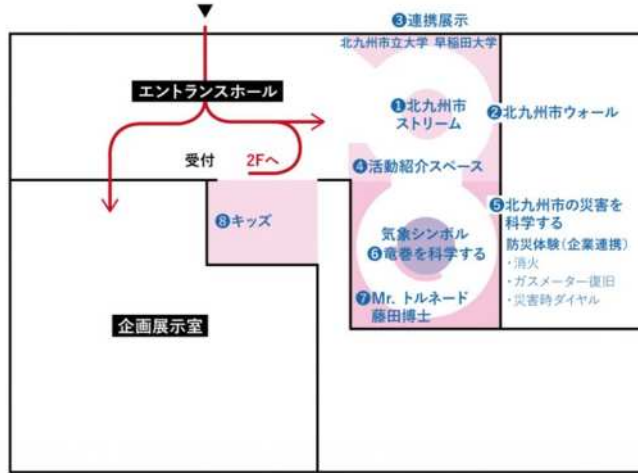 ▼
❸連携展示
北九州市立大学 早稲田大学
エントランスホール
❶北九州市
ストリーム
❷北九州市ウォール
受付
2Fへ
❹活動紹介スペース
❺北九州市の災害を
科学する
防災体験(企業連携)
・消火
・ガスメーター復旧
・災害時ダイヤル
❽キッズ
気象シンボル
❻竜巻を科学する
❼Mr. トルネード
藤田博士
企画展示室